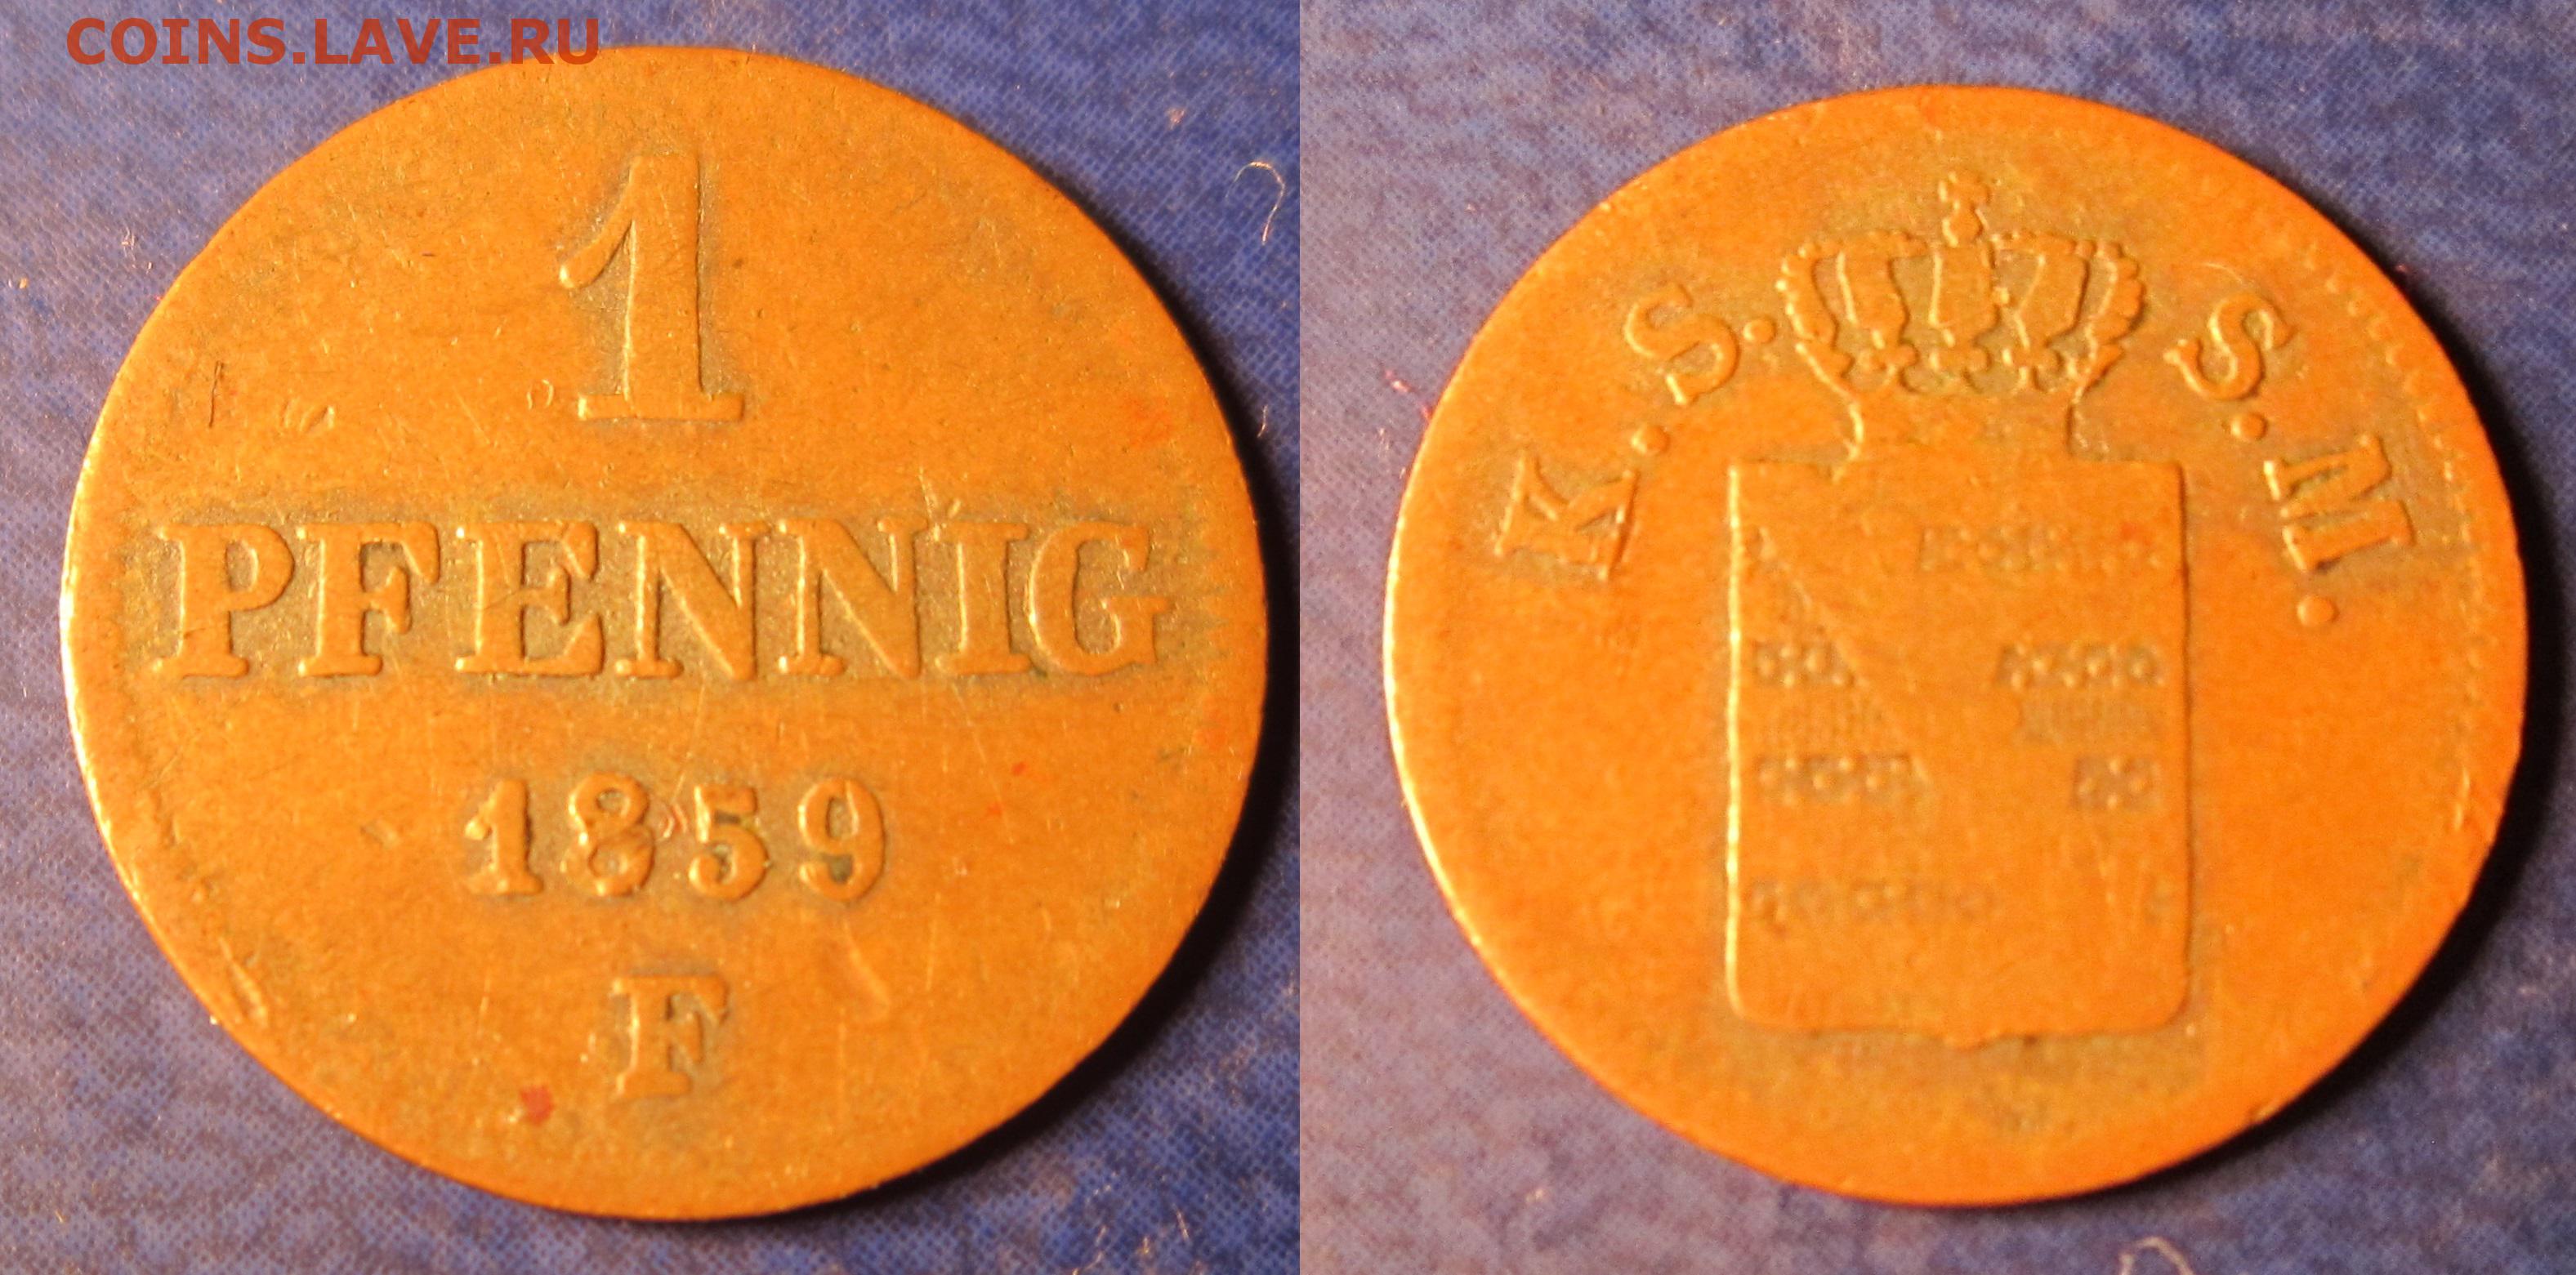 COINS.LAVE.RU
1
PFENNIG
1859
F
K.S. S.M.